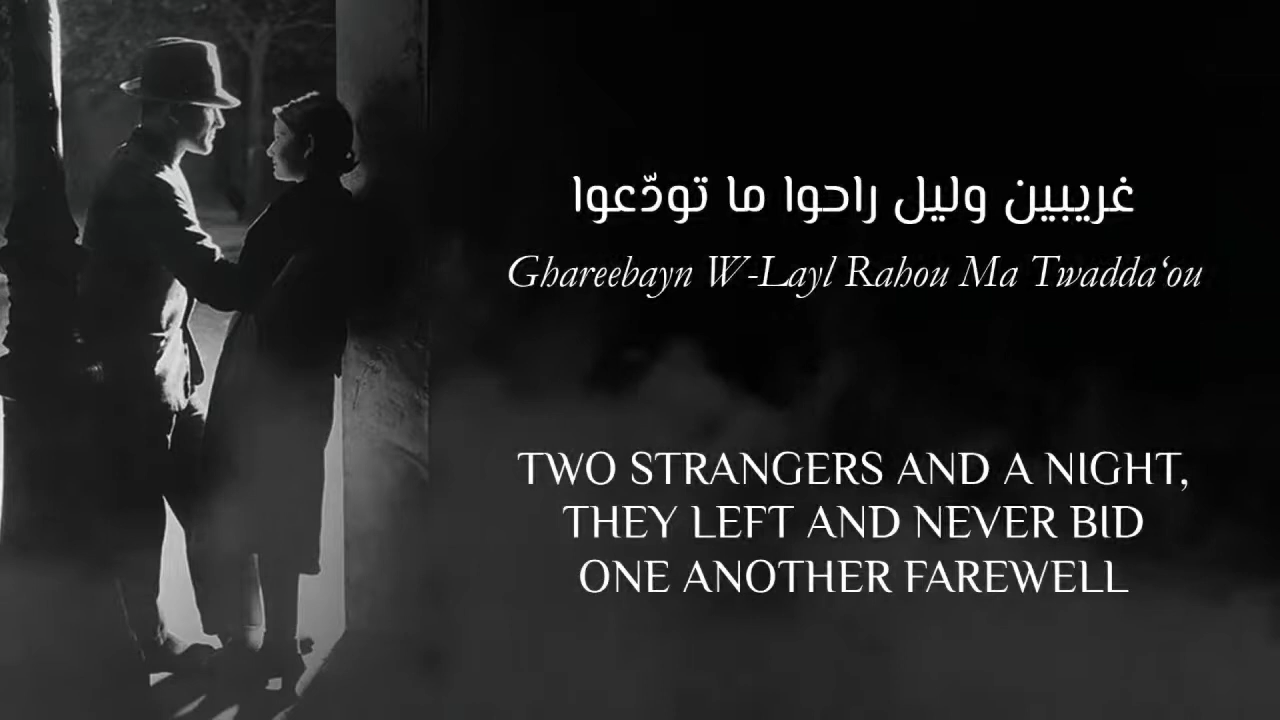 غريبين وليل راحوا ما تودّعوا
Ghareebayn W-Layl Rahou Ma Twadda‘ou
TWO STRANGERS AND A NIGHT,
THEY LEFT AND NEVER BID
ONE ANOTHER FAREWELL